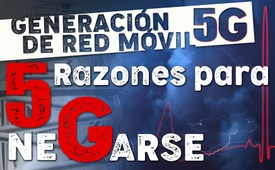 GENERACIÓN
DE RED MÓVIL 5G
5 Razones para
NEGARSE